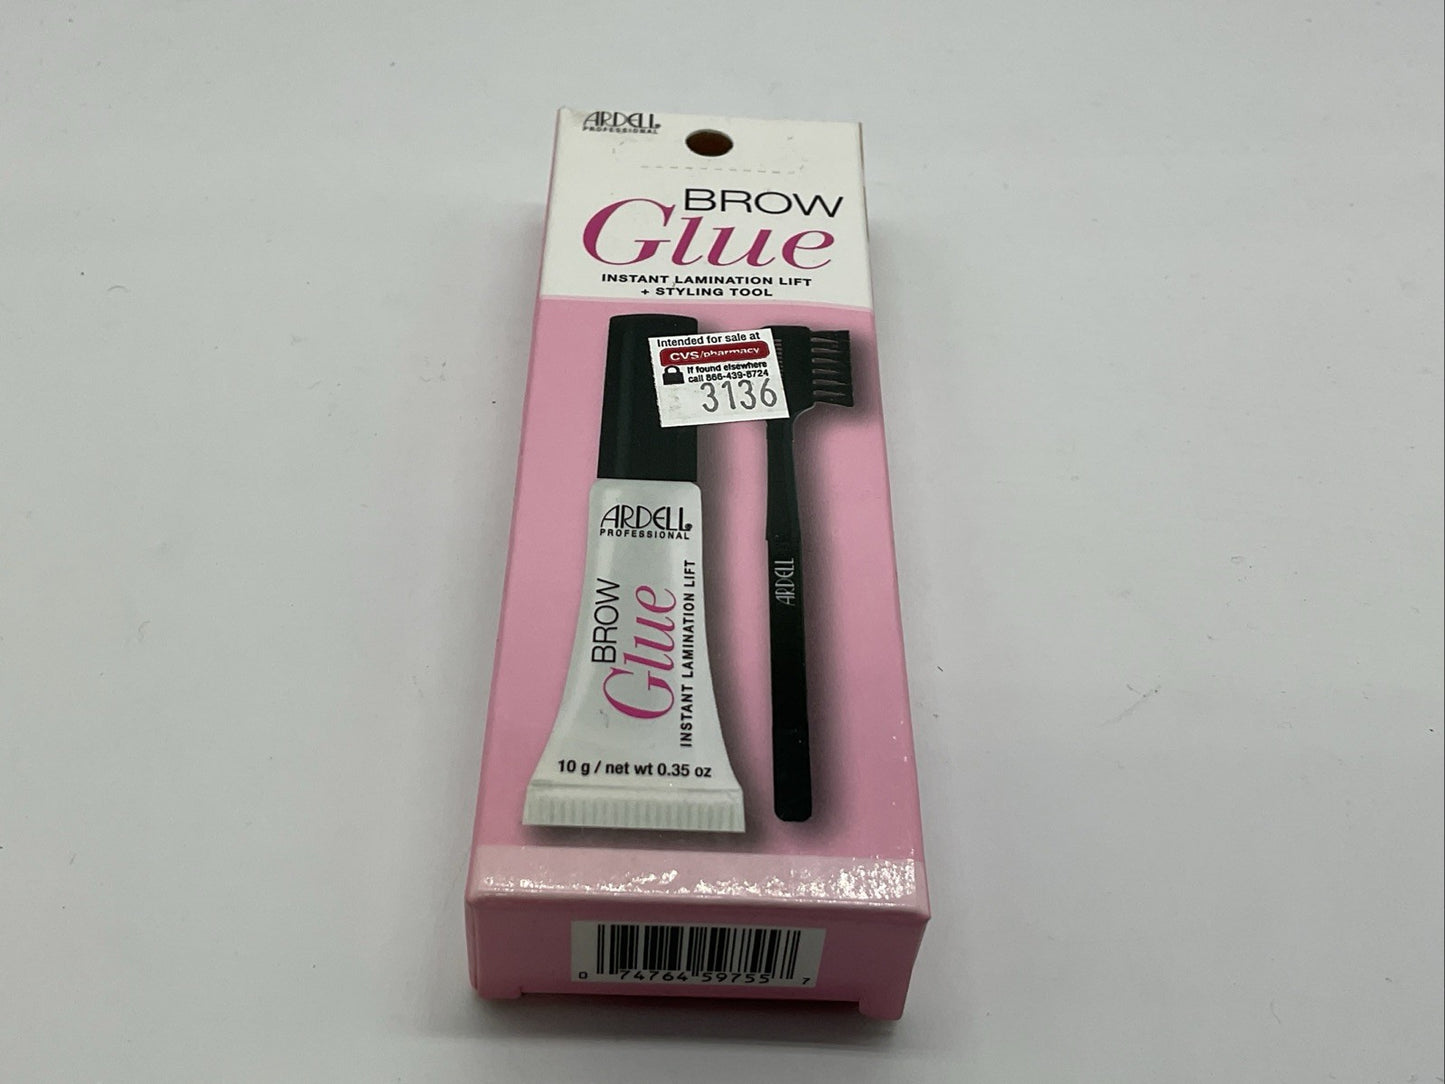 ARDELL
PROFESSIONAL
BROW
Glue
INSTANT LAMINATION LIFT
+ STYLING TOOL
Intended for sale at
CVS/pharmacy
If found elsewhere
call 866-439-8724
3136
ARDELL
PROFESSIONAL
BROW
Glue
INSTANT LAMINATION LIFT
10 g / net wt 0.35 oz
ARDELL
0 74764 59755 7